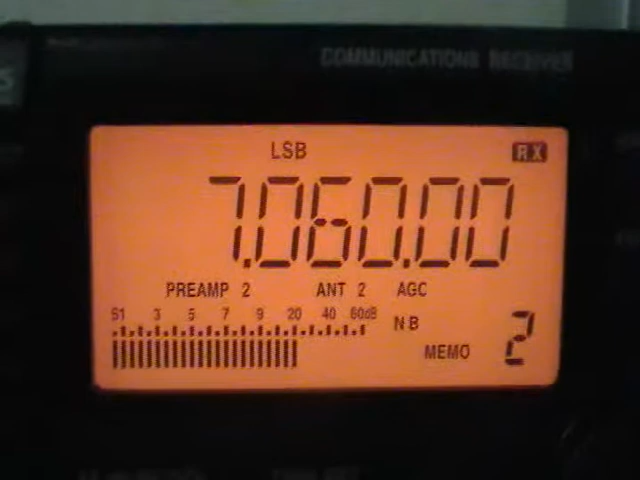 COMMUNICATIONS RECEIVER
LSB RX
7.060.00
PREAMP 2 ANT 2 AGC
S1 3 5 7 9 20 40 60dB
NB
MEMO 2